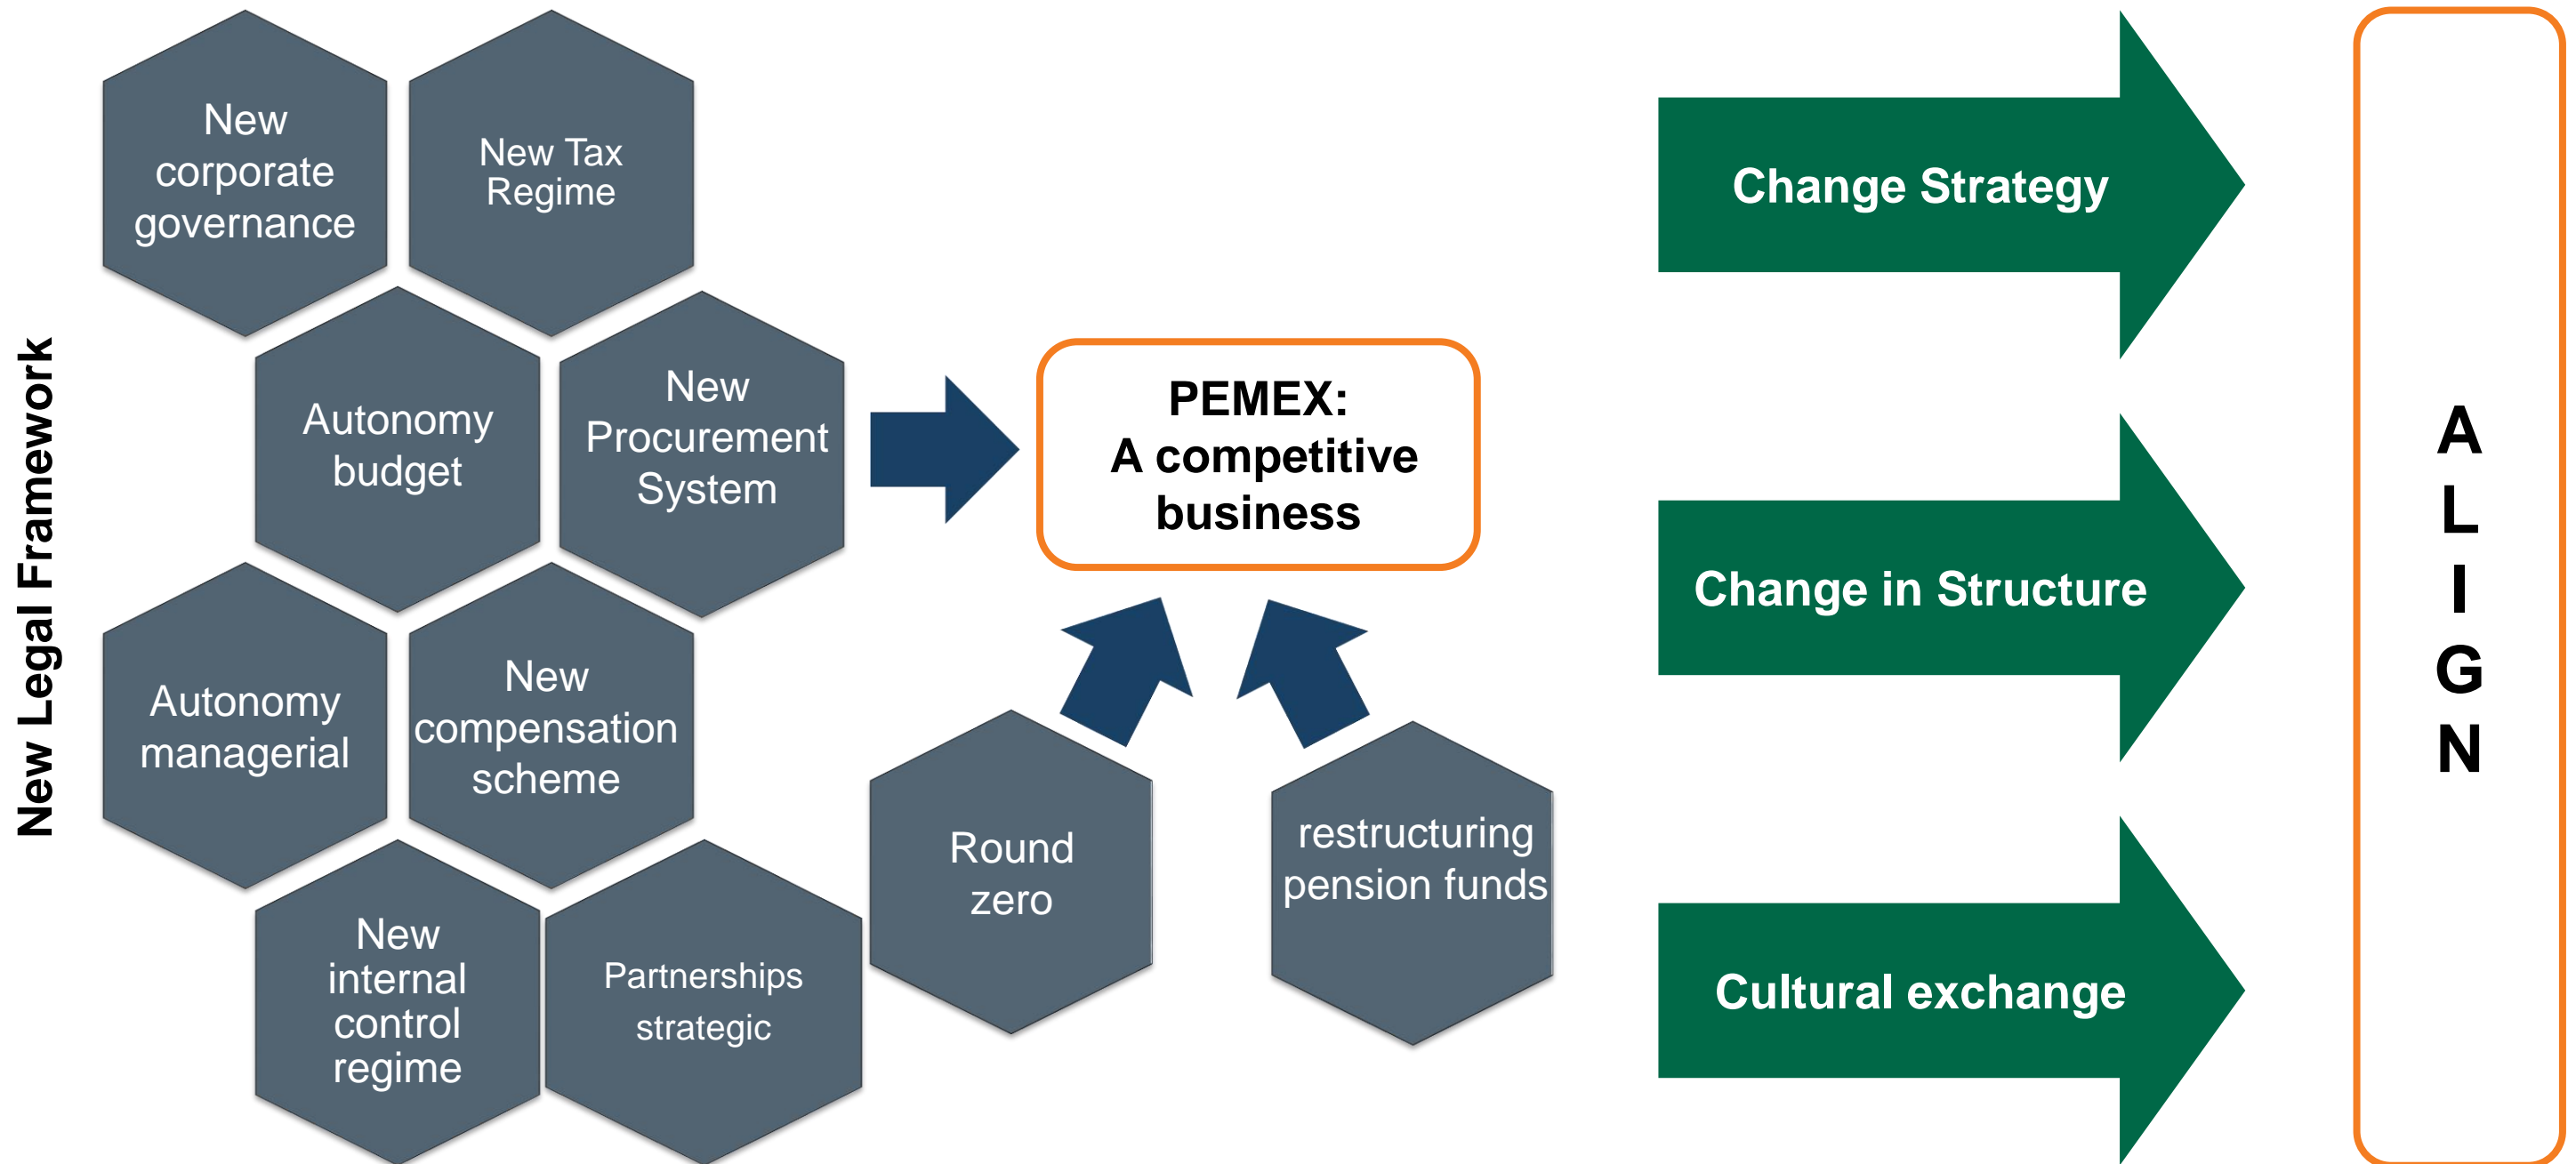 New Legal Framework
New
corporate
governance
New Tax
Regime
Autonomy
budget
New
Procurement
System
Autonomy
managerial
New
compensation
scheme
New
internal
control
regime
Partnerships
strategic
PEMEX:
A competitive
business
Round
zero
restructuring
pension funds
Change Strategy
Change in Structure
Cultural exchange
A
L
I
G
N